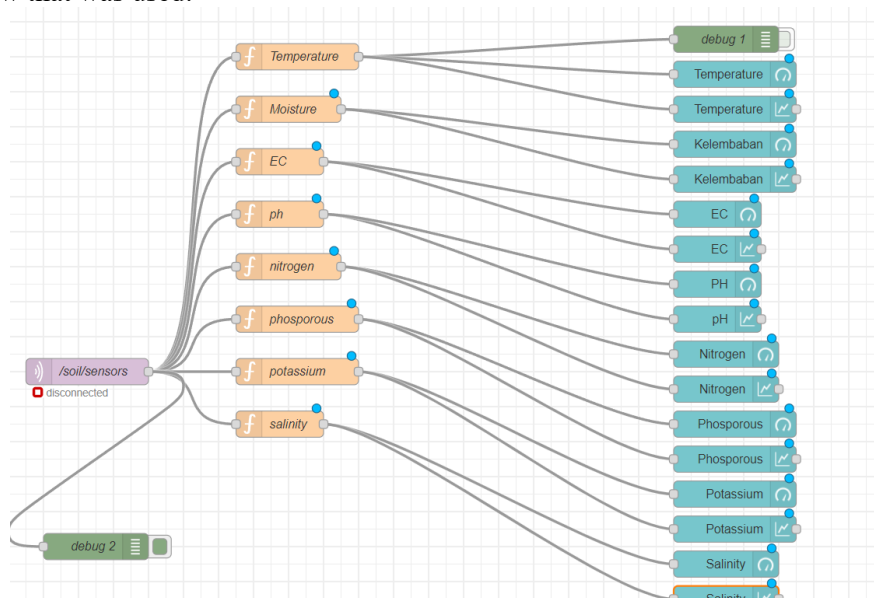 Temperature
debug 1
Temperature
Moisture
Temperature
Kelembaban
EC
Kelembaban
ph
EC
EC
nitrogen
PH
phosporous
pH
Nitrogen
/soil/sensors
potassium
disconnected
Nitrogen
salinity
Phosporous
Phosporous
Potassium
Potassium
debug 2
Salinity
Salinity